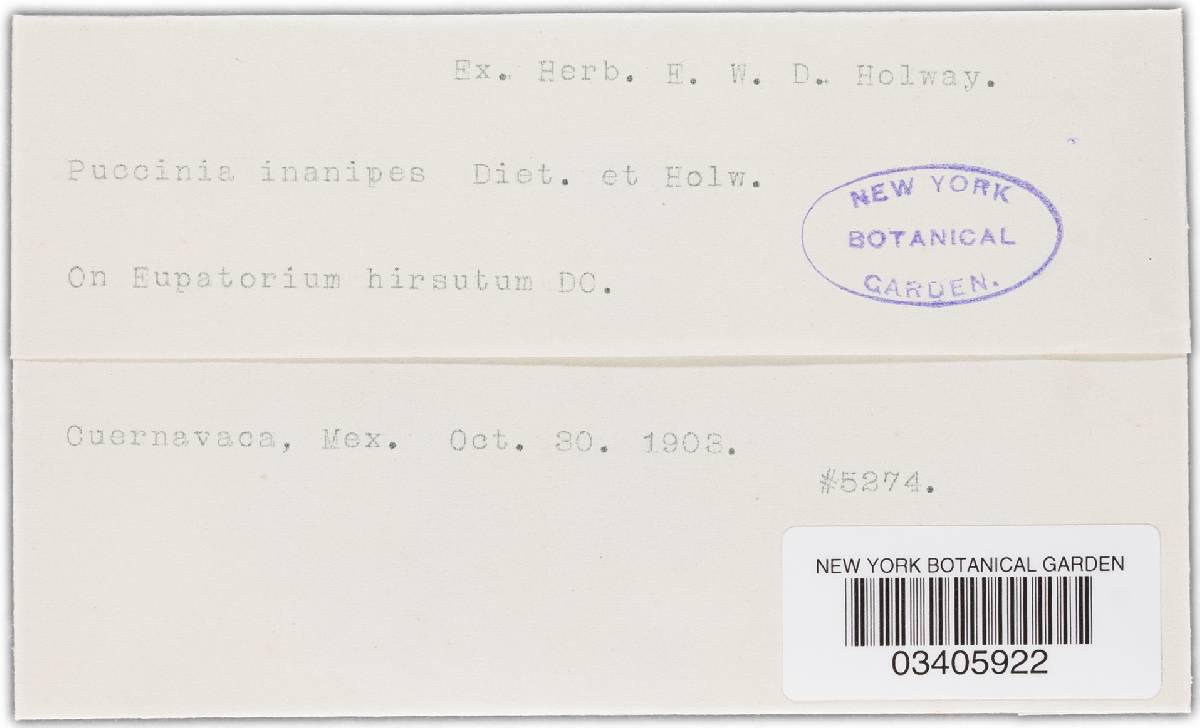 Ex. Herb. E. W. D. Holway.
Puccinia inanipes Diet. et Holw.
NEW YORK
BOTANICAL
GARDEN.
On Eupatorium hirsutum DC.
Cuernavaca, Mex. Oct. 30. 1903.
#5274.
NEW YORK BOTANICAL GARDEN
03405922